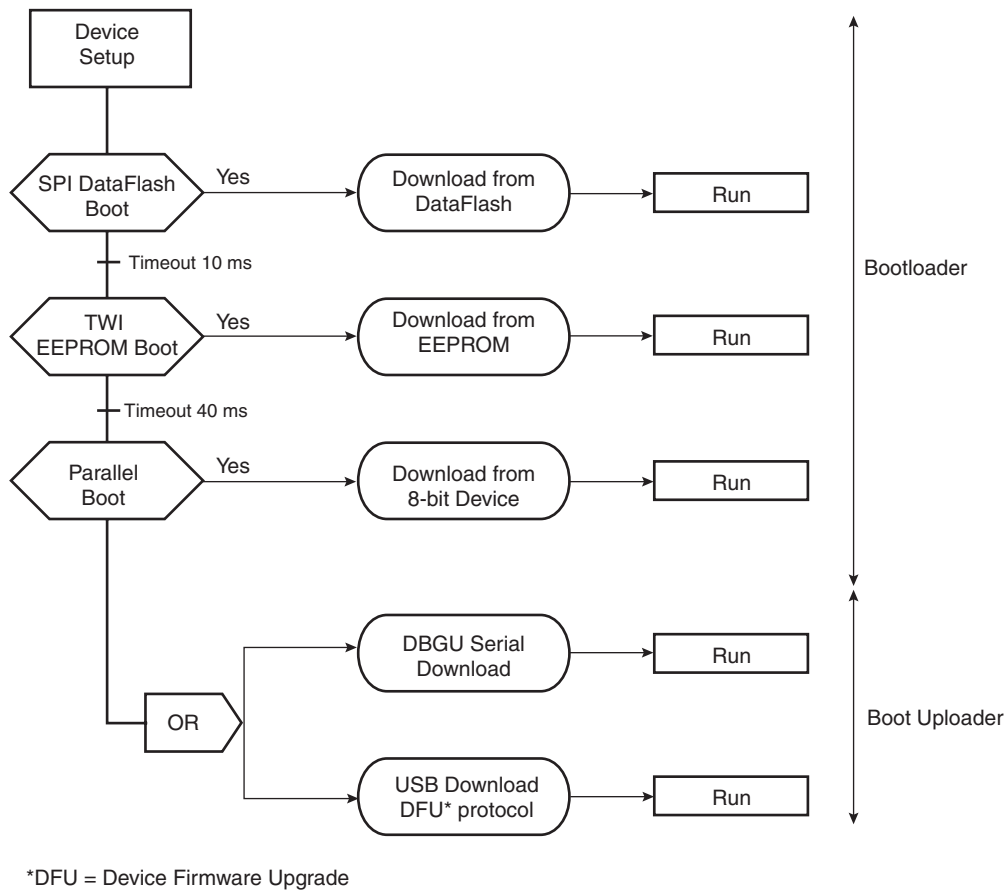 Device
Setup
SPI DataFlash
Boot
Yes
Download from
DataFlash
Run
Timeout 10 ms
Bootloader
TWI
EEPROM Boot
Yes
Download from
EEPROM
Run
Timeout 40 ms
Parallel
Boot
Yes
Download from
8-bit Device
Run
DBGU Serial
Download
Run
OR
Boot Uploader
USB Download
DFU* protocol
Run
*DFU = Device Firmware Upgrade